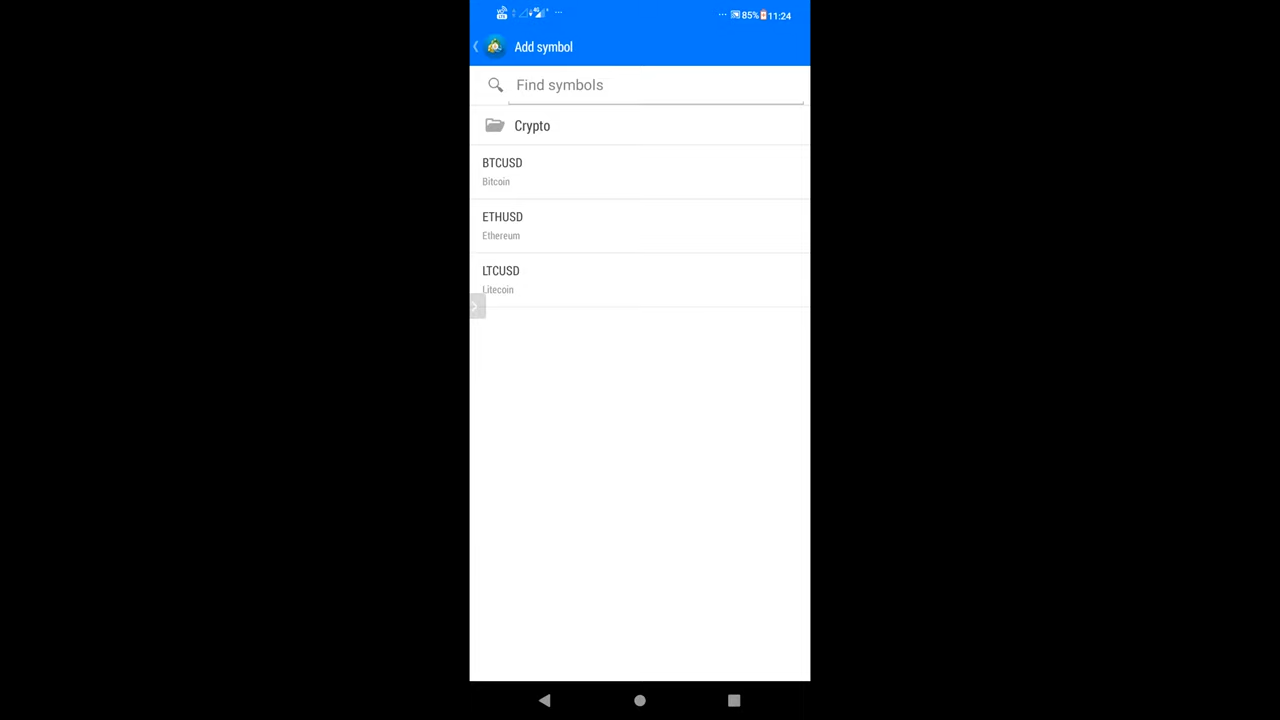 85% 11:24
Add symbol
Find symbols
Crypto
BTCUSD
Bitcoin
ETHUSD
Ethereum
LTCUSD
Litecoin